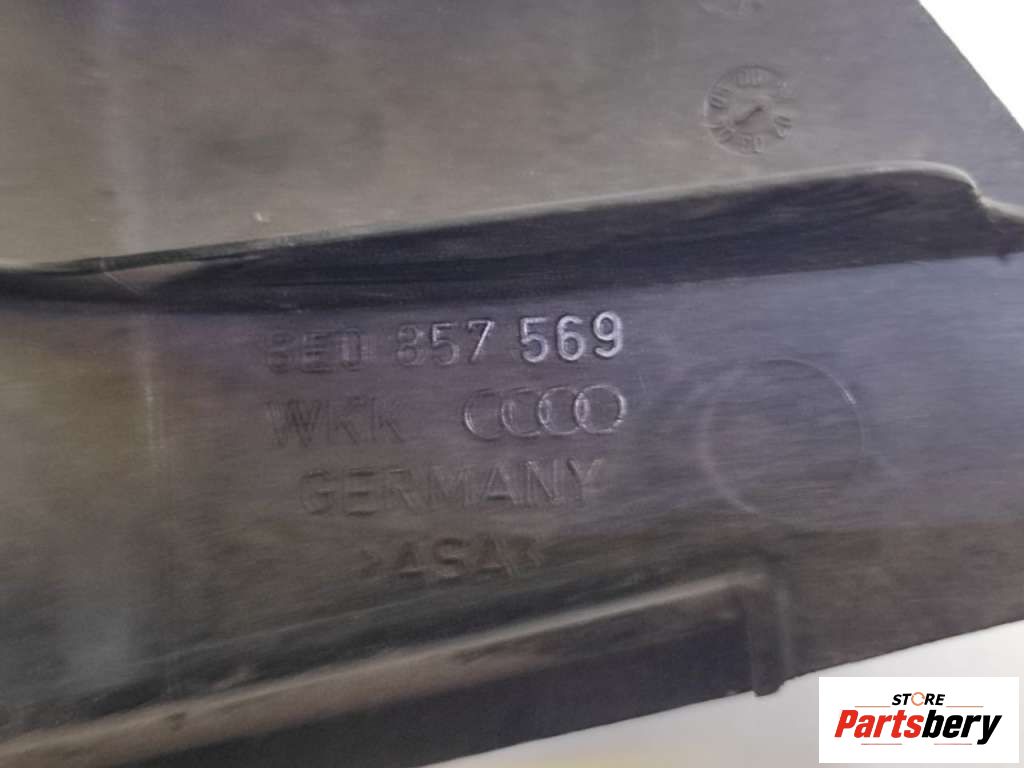 8E0 857 569
WKK
GERMANY
>ASA<
STORE
Partsbery